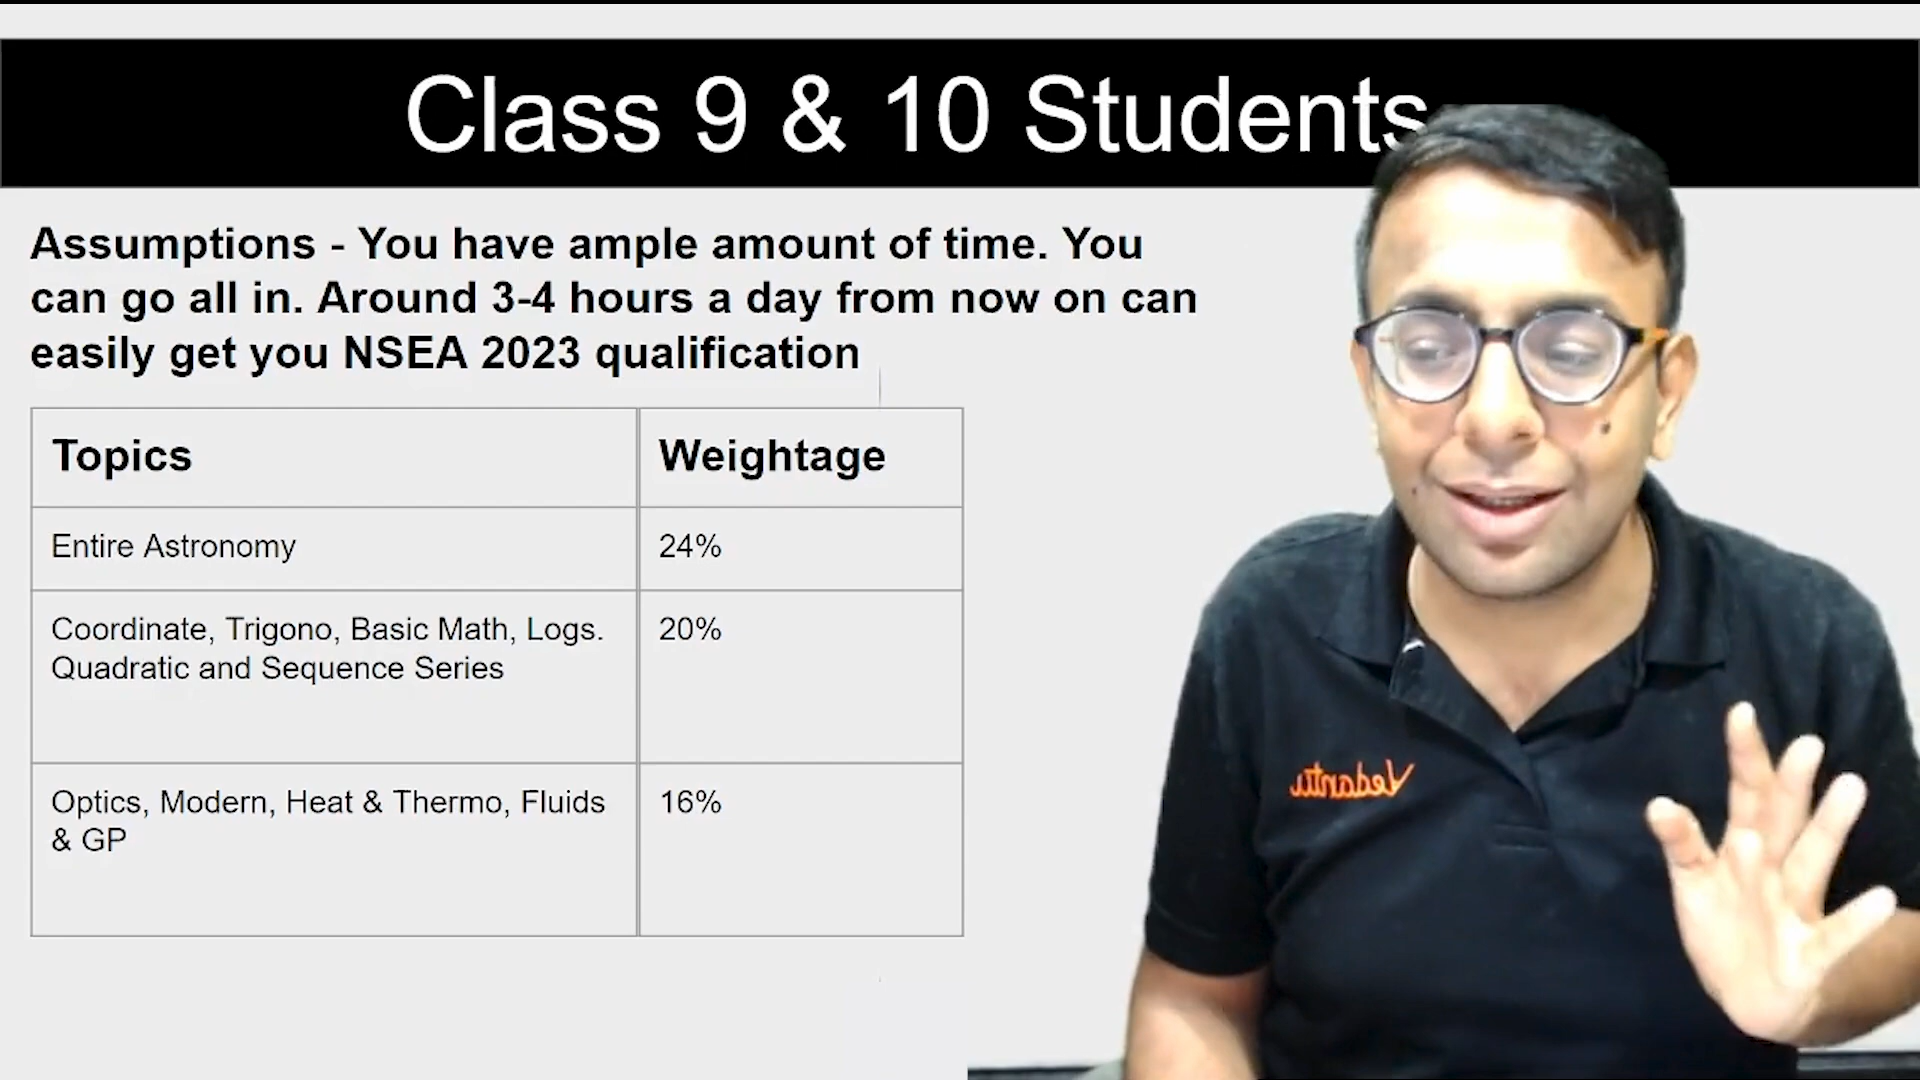 Class 9 & 10 Students
Assumptions - You have ample amount of time. You
can go all in. Around 3-4 hours a day from now on can
easily get you NSEA 2023 qualification
Topics
Weightage
Entire Astronomy
24%
Coordinate, Trigono, Basic Math, Logs.
Quadratic and Sequence Series
20%
Optics, Modern, Heat & Thermo, Fluids
& GP
16%
Vedantu